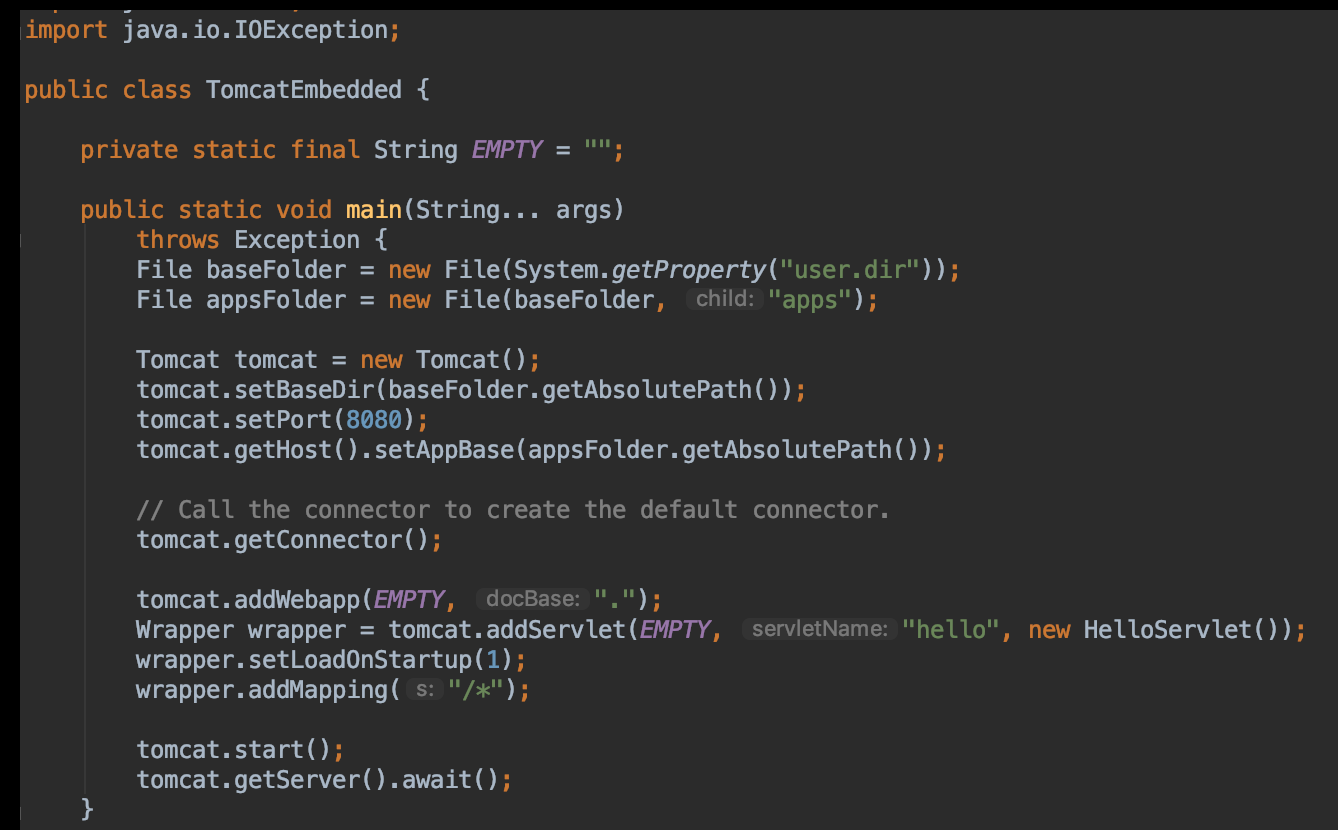 import java.io.IOException;
public class TomcatEmbedded {
private static final String EMPTY = "";
public static void main(String... args)
throws Exception {
File baseFolder = new File(System.getProperty("user.dir"));
File appsFolder = new File(baseFolder, child: "apps");
Tomcat tomcat = new Tomcat();
tomcat.setBaseDir(baseFolder.getAbsolutePath());
tomcat.setPort(8080);
tomcat.getHost().setAppBase(appsFolder.getAbsolutePath());
// Call the connector to create the default connector.
tomcat.getConnector();
tomcat.addWebapp(EMPTY, docBase: ".");
Wrapper wrapper = tomcat.addServlet(EMPTY, servletName: "hello", new HelloServlet());
wrapper.setLoadOnStartup(1);
wrapper.addMapping( s: "/*");
tomcat.start();
tomcat.getServer().await();
}